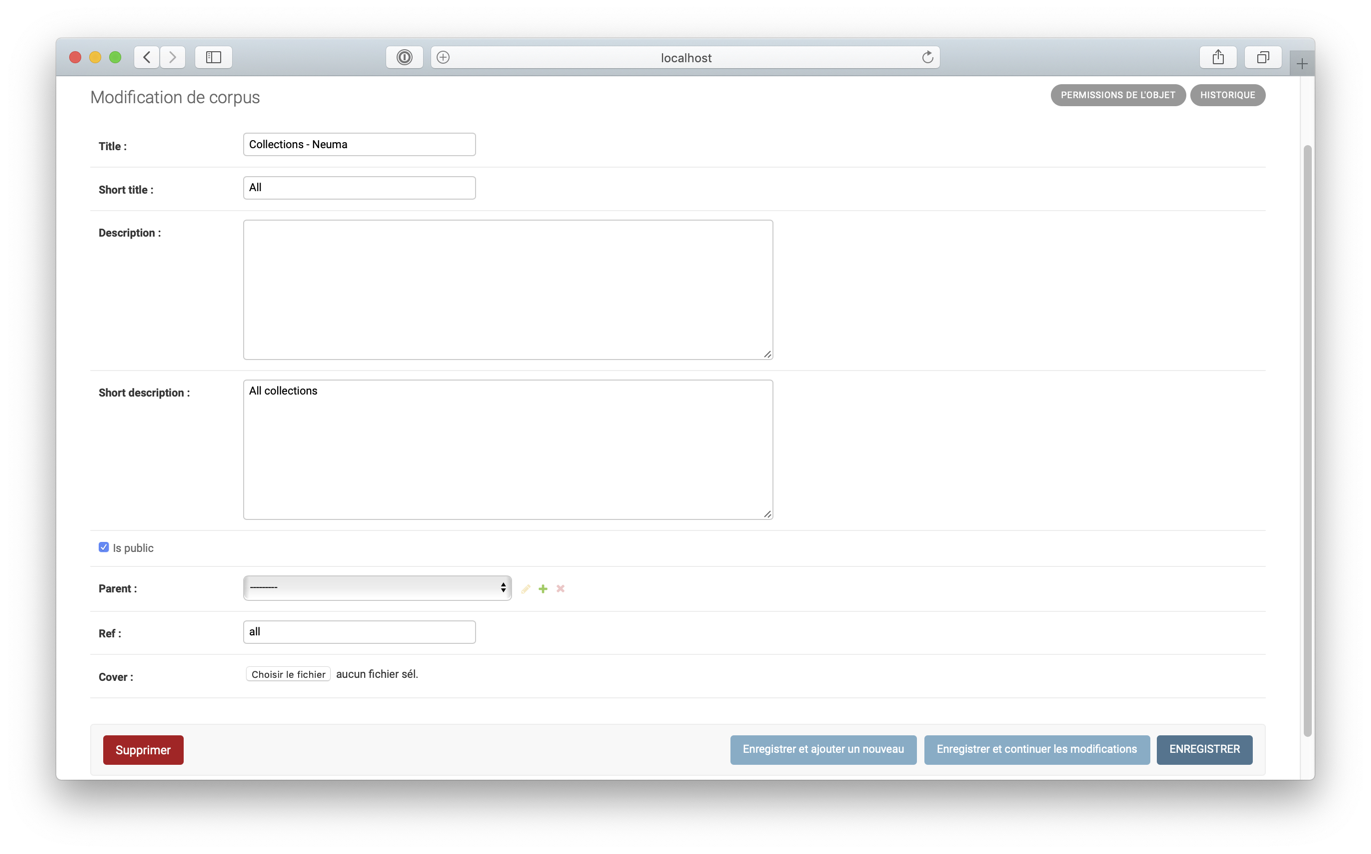 localhost
Modification de corpus
PERMISSIONS DE L'OBJET
HISTORIQUE
Title :
Collections - Neuma
Short title :
All
Description :
Short description :
All collections
Is public
Parent :
---------
Ref :
all
Cover :
Choisir le fichier aucun fichier sél.
Supprimer
Enregistrer et ajouter un nouveau
Enregistrer et continuer les modifications
ENREGISTRER